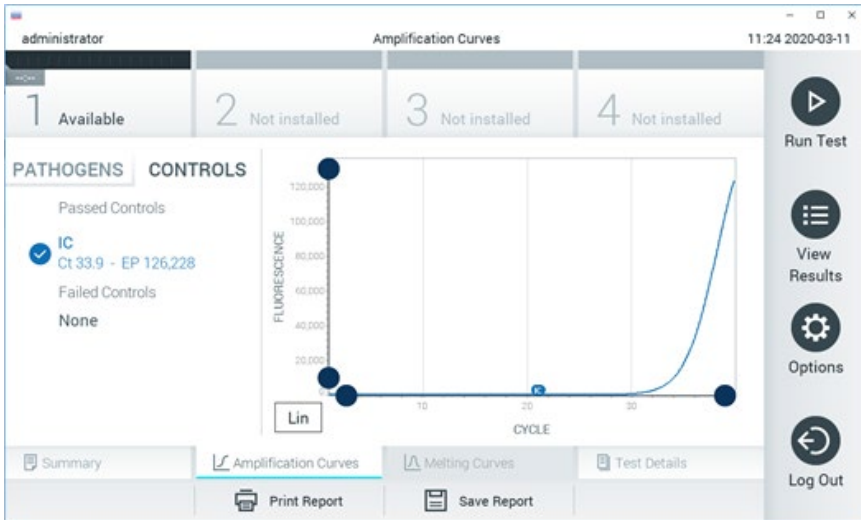 administrator
Amplification Curves
11:24 2020-03-11
--:--
1 Available
2 Not installed
3 Not installed
4 Not installed
Run Test
PATHOGENS
CONTROLS
Passed Controls
IC
Ct 33.9 - EP 126,228
Failed Controls
None
120,000
100,000
80,000
60,000
40,000
20,000
FLUORESCENCE
IC
10
20
30
CYCLE
Lin
View
Results
Options
Log Out
Summary
Amplification Curves
Melting Curves
Test Details
Print Report
Save Report